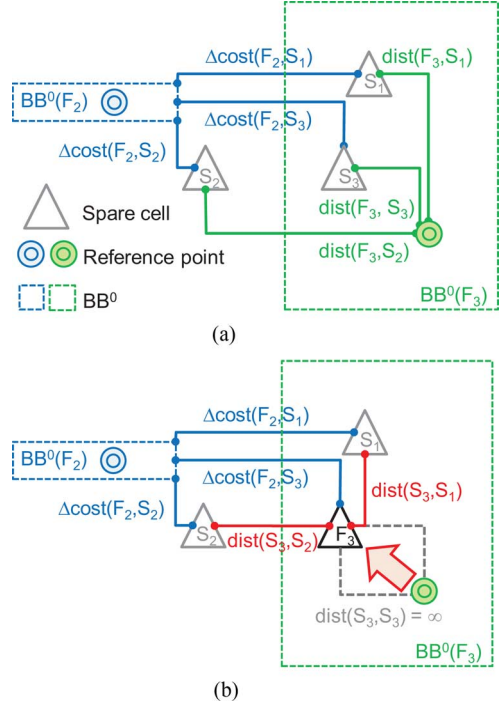 Δcost(F₂,S₁)
dist(F₃,S₁)
S₁
BB⁰(F₂)
Δcost(F₂,S₃)
Δcost(F₂,S₂)
S₂
S₃
Spare cell
dist(F₃, S₃)
dist(F₃,S₂)
Reference point
BB⁰
BB⁰(F₃)
(a)
Δcost(F₂,S₁)
S₁
BB⁰(F₂)
Δcost(F₂,S₃)
dist(S₃,S₁)
Δcost(F₂,S₂)
S₂
F₃
dist(S₃,S₂)
dist(S₃,S₃) = ∞
BB⁰(F₃)
(b)